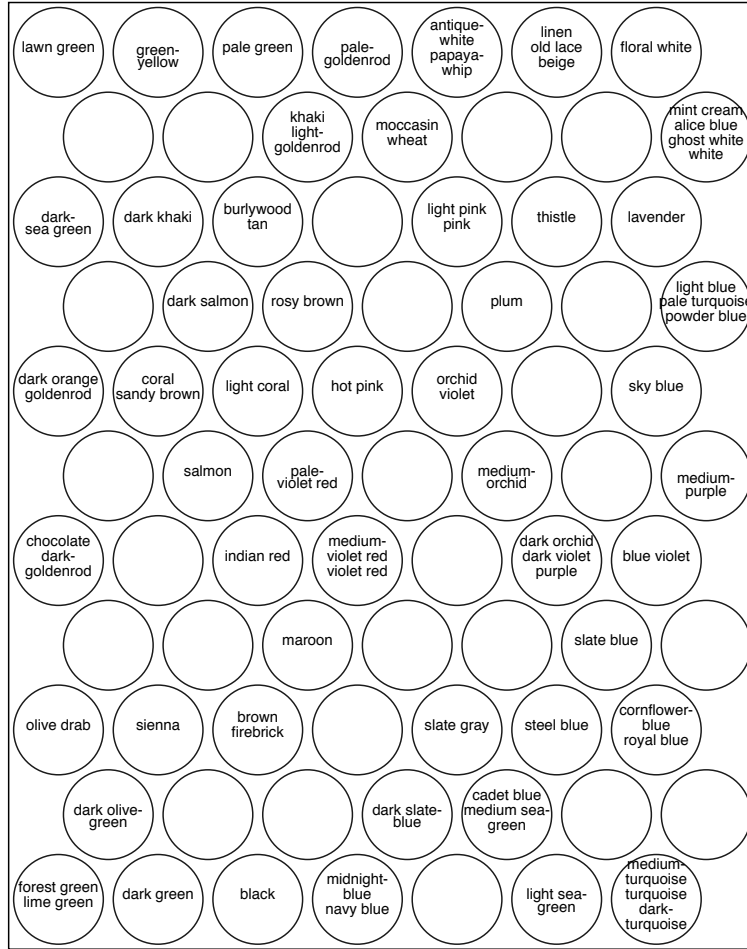 lawn green
green-
yellow
pale green
pale-
goldenrod
antique-
white
papaya-
whip
linen
old lace
beige
floral white
khaki
light-
goldenrod
moccasin
wheat
mint cream
alice blue
ghost white
white
dark-
sea green
dark khaki
burlywood
tan
light pink
pink
thistle
lavender
dark salmon
rosy brown
plum
light blue
pale turquoise
powder blue
dark orange
goldenrod
coral
sandy brown
light coral
hot pink
orchid
violet
sky blue
salmon
pale-
violet red
medium-
orchid
medium-
purple
chocolate
dark-
goldenrod
indian red
medium-
violet red
violet red
dark orchid
dark violet
purple
blue violet
maroon
slate blue
olive drab
sienna
brown
firebrick
slate gray
steel blue
cornflower-
blue
royal blue
dark olive-
green
dark slate-
blue
cadet blue
medium sea-
green
forest green
lime green
dark green
black
midnight-
blue
navy blue
light sea-
green
medium-
turquoise
turquoise
dark-
turquoise